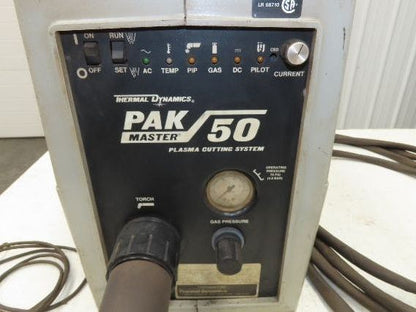 LR 68710
SA
ON
RUN
OFF
SET
AC TEMP PIP GAS DC PILOT
CURRENT
THERMAL DYNAMICS®
PAK MASTER® 50
PLASMA CUTTING SYSTEM
OPERATING
PRESSURE
TORCH
GAS PRESSURE